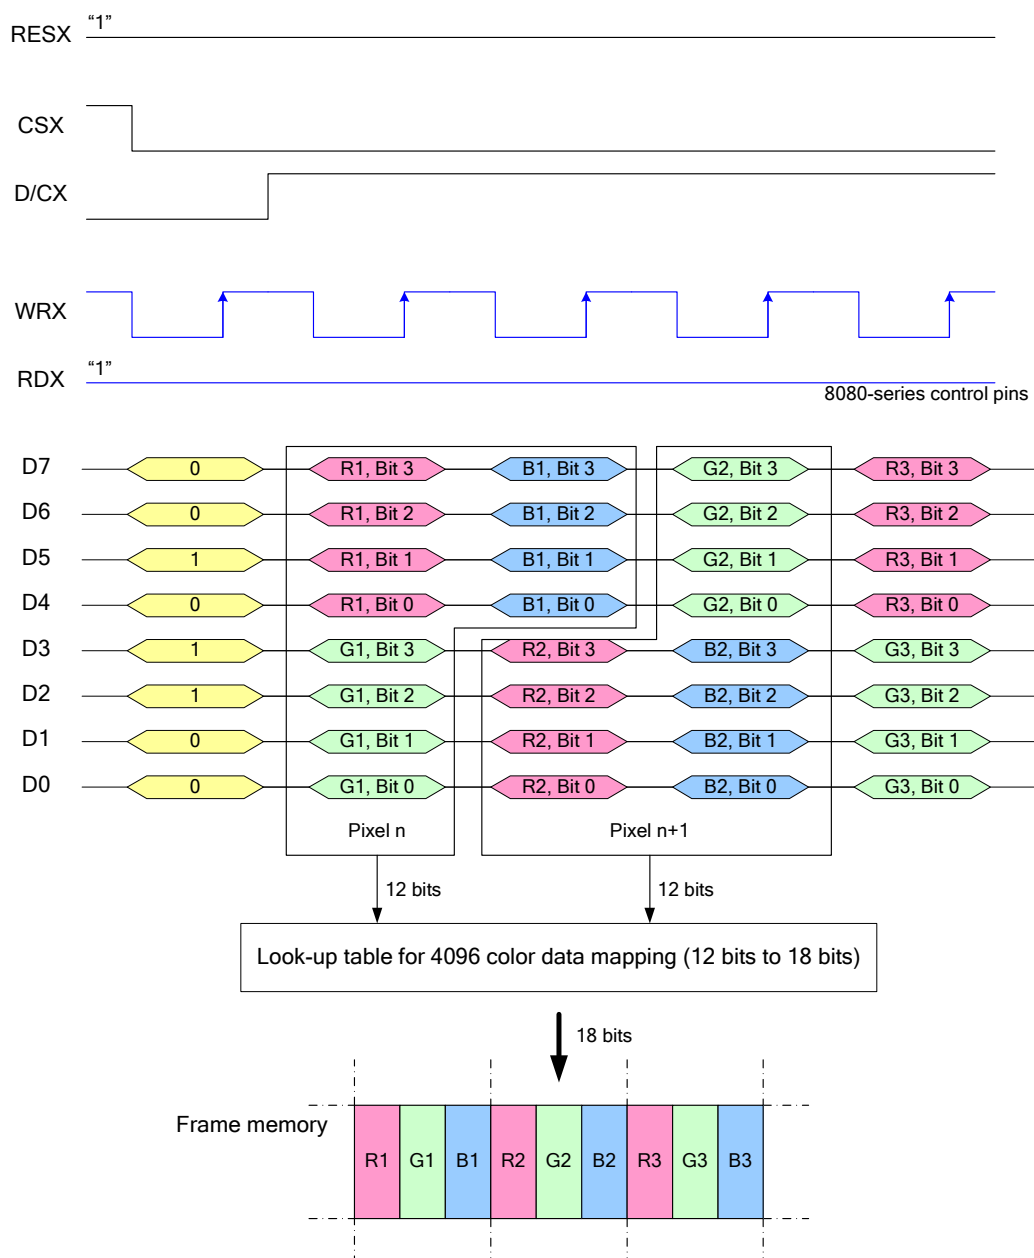 RESX “1”
CSX
D/CX
WRX
RDX “1”
8080-series control pins
D7 0 R1, Bit 3 B1, Bit 3 G2, Bit 3 R3, Bit 3
D6 0 R1, Bit 2 B1, Bit 2 G2, Bit 2 R3, Bit 2
D5 1 R1, Bit 1 B1, Bit 1 G2, Bit 1 R3, Bit 1
D4 0 R1, Bit 0 B1, Bit 0 G2, Bit 0 R3, Bit 0
D3 1 G1, Bit 3 R2, Bit 3 B2, Bit 3 G3, Bit 3
D2 1 G1, Bit 2 R2, Bit 2 B2, Bit 2 G3, Bit 2
D1 0 G1, Bit 1 R2, Bit 1 B2, Bit 1 G3, Bit 1
D0 0 G1, Bit 0 R2, Bit 0 B2, Bit 0 G3, Bit 0
Pixel n Pixel n+1
12 bits 12 bits
Look-up table for 4096 color data mapping (12 bits to 18 bits)
18 bits
Frame memory
R1 G1 B1 R2 G2 B2 R3 G3 B3